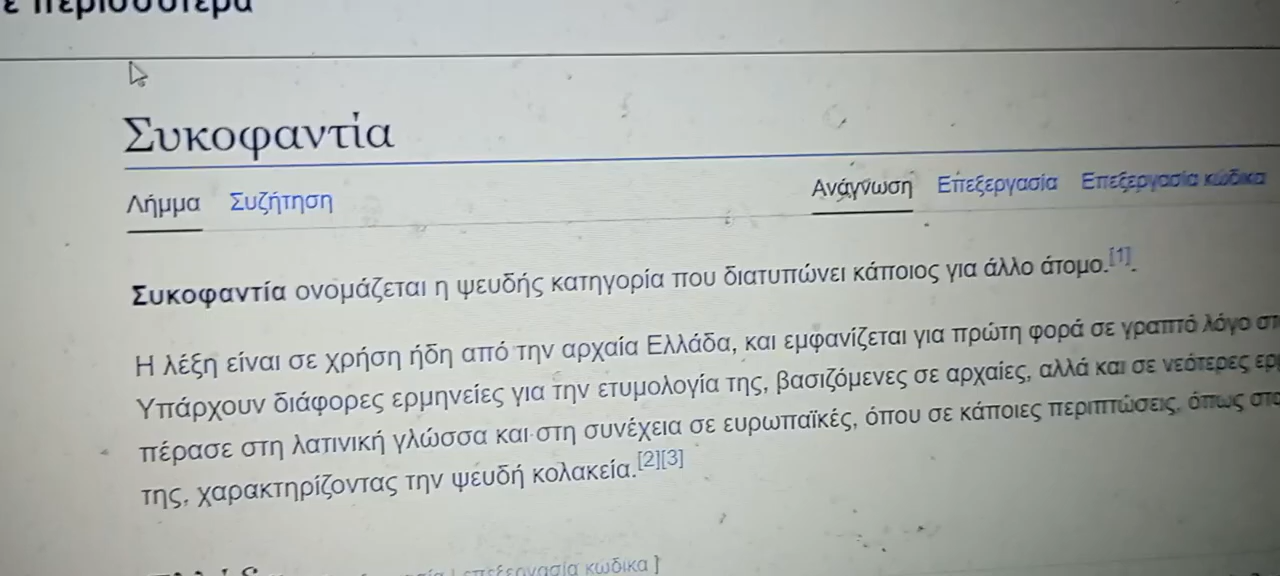 ε περισσότερα
Συκοφαντία
Λήμμα Συζήτηση Ανάγνωση Επεξεργασία Επεξεργασία κώδικα
Συκοφαντία ονομάζεται η ψευδής κατηγορία που διατυπώνει κάποιος για άλλο άτομο.[1].
Η λέξη είναι σε χρήση ήδη από την αρχαία Ελλάδα, και εμφανίζεται για πρώτη φορά σε γραπτό λόγο
Υπάρχουν διάφορες ερμηνείες για την ετυμολογία της, βασιζόμενες σε αρχαίες, αλλά και σε νεότερες
πέρασε στη λατινική γλώσσα και στη συνέχεια σε ευρωπαϊκές, όπου σε κάποιες περιπτώσεις, όπως
της, χαρακτηρίζοντας την ψευδή κολακεία.[2][3]
επεξεργασία κώδικα ]